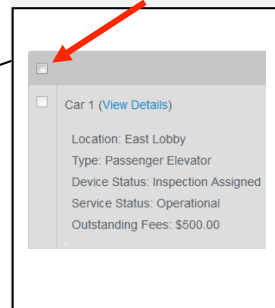 Car 1 (View Details)
Location: East Lobby
Type: Passenger Elevator
Device Status: Inspection Assigned
Service Status: Operational
Outstanding Fees: $500.00